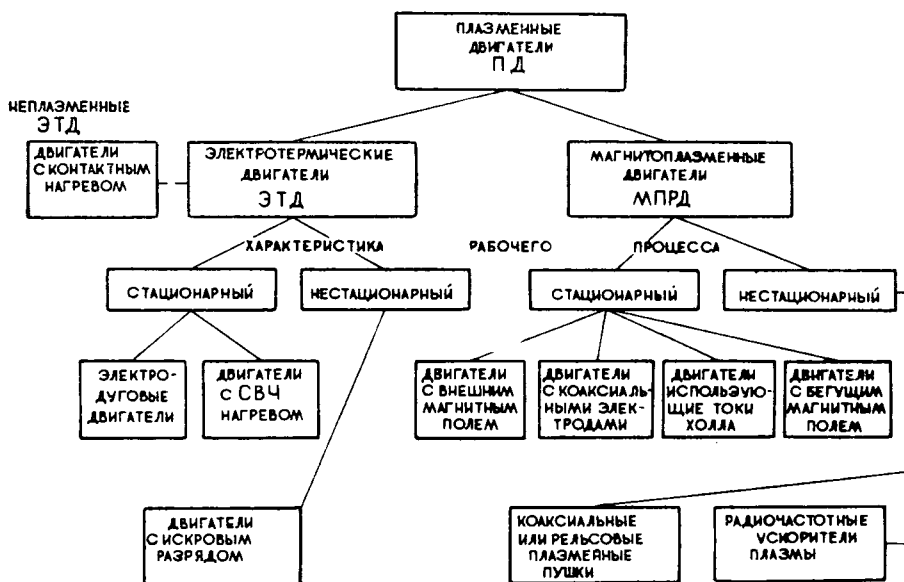 ПЛАЗМЕННЫЕ
ДВИГАТЕЛИ
ПД
НЕПЛАЗМЕННЫЕ
ЭТД
ДВИГАТЕЛИ
С КОНТАКТНЫМ
НАГРЕВОМ
ЭЛЕКТРОТЕРМИЧЕСКИЕ
ДВИГАТЕЛИ
ЭТД
МАГНИТОПЛАЗМЕННЫЕ
ДВИГАТЕЛИ
МПРД
ХАРАКТЕРИСТИКА РАБОЧЕГО ПРОЦЕССА
СТАЦИОНАРНЫЙ
НЕСТАЦИОНАРНЫЙ
СТАЦИОНАРНЫЙ
НЕСТАЦИОНАРНЫЙ
ЭЛЕКТРО-
ДУГОВЫЕ
ДВИГАТЕЛИ
ДВИГАТЕЛИ
С СВЧ
НАГРЕВОМ
ДВИГАТЕЛИ
С ВНЕШНИМ
МАГНИТНЫМ
ПОЛЕМ
ДВИГАТЕЛИ
С КОАКСИАЛЬ-
НЫМИ ЭЛЕК-
ТРОДАМИ
ДВИГАТЕЛИ
ИСПОЛЬЗУЮ-
ЩИЕ ТОКИ
ХОЛЛА
ДВИГАТЕЛИ
С БЕГУЩИМ
МАГНИТНЫМ
ПОЛЕМ
ДВИГАТЕЛИ
С ИСКРОВЫМ
РАЗРЯДОМ
КОАКСИАЛЬНЫЕ
ИЛИ РЕЛЬСОВЫЕ
ПЛАЗМЕННЫЕ
ПУШКИ
РАДИОЧАСТОТНЫЕ
УСКОРИТЕЛИ
ПЛАЗМЫ